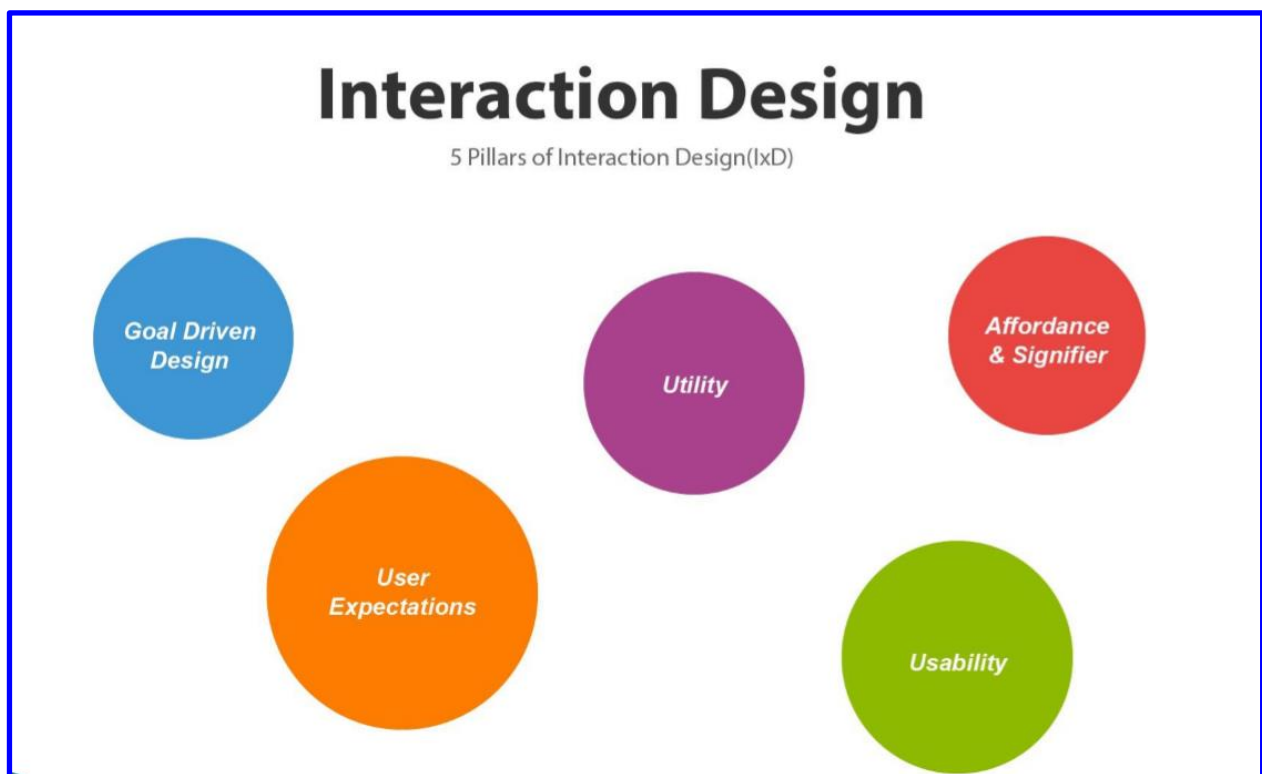 Interaction Design
5 Pillars of Interaction Design(IxD)
Goal Driven
Design
Utility
Affordance
& Signifier
User
Expectations
Usability